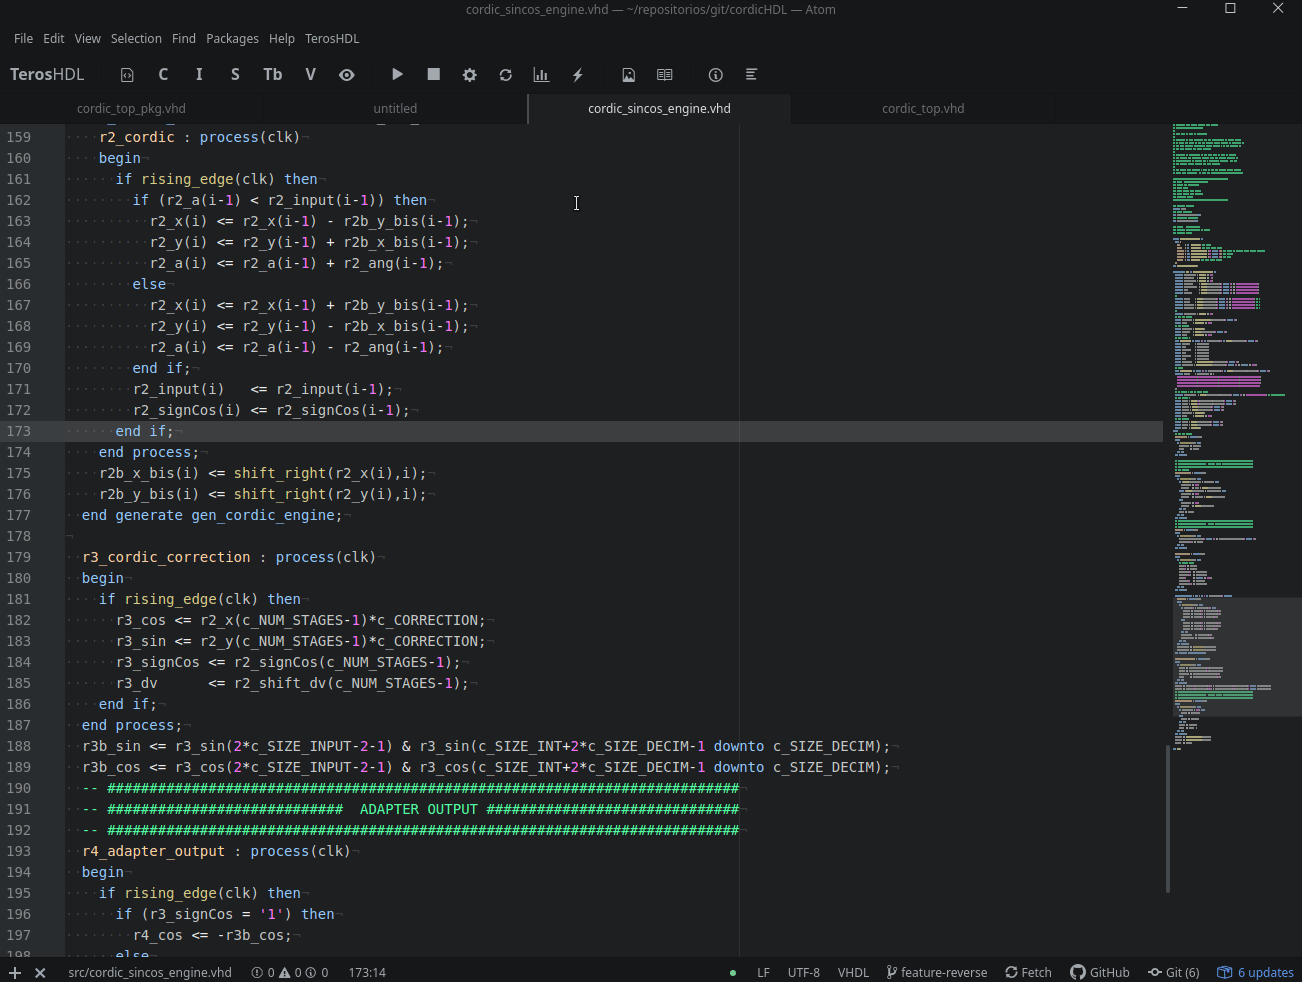 cordic_sincos_engine.vhd — ~/repositorios/git/cordicHDL — Atom
File Edit View Selection Find Packages Help TerosHDL
TerosHDL C I S Tb V
cordic_top_pkg.vhd untitled cordic_sincos_engine.vhd cordic_top.vhd
159 r2_cordic : process(clk)
160 begin
161 if rising_edge(clk) then
162 if (r2_a(i-1) < r2_input(i-1)) then
163 r2_x(i) <= r2_x(i-1) - r2b_y_bis(i-1);
164 r2_y(i) <= r2_y(i-1) + r2b_x_bis(i-1);
165 r2_a(i) <= r2_a(i-1) + r2_ang(i-1);
166 else
167 r2_x(i) <= r2_x(i-1) + r2b_y_bis(i-1);
168 r2_y(i) <= r2_y(i-1) - r2b_x_bis(i-1);
169 r2_a(i) <= r2_a(i-1) - r2_ang(i-1);
170 end if;
171 r2_input(i)   <= r2_input(i-1);
172 r2_signCos(i) <= r2_signCos(i-1);
173 end if;
174 end process;
175 r2b_x_bis(i) <= shift_right(r2_x(i),i);
176 r2b_y_bis(i) <= shift_right(r2_y(i),i);
177 end generate gen_cordic_engine;
178
179 r3_cordic_correction : process(clk)
180 begin
181 if rising_edge(clk) then
182 r3_cos <= r2_x(c_NUM_STAGES-1)*c_CORRECTION;
183 r3_sin <= r2_y(c_NUM_STAGES-1)*c_CORRECTION;
184 r3_signCos <= r2_signCos(c_NUM_STAGES-1);
185 r3_dv      <= r2_shift_dv(c_NUM_STAGES-1);
186 end if;
187 end process;
188 r3b_sin <= r3_sin(2*c_SIZE_INPUT-2-1) & r3_sin(c_SIZE_INT+2*c_SIZE_DECIM-1 downto c_SIZE_DECIM);
189 r3b_cos <= r3_cos(2*c_SIZE_INPUT-2-1) & r3_cos(c_SIZE_INT+2*c_SIZE_DECIM-1 downto c_SIZE_DECIM);
190 -- ###########################################################################
191 -- ############################  ADAPTER OUTPUT ##############################
192 -- ###########################################################################
193 r4_adapter_output : process(clk)
194 begin
195 if rising_edge(clk) then
196 if (r3_signCos = '1') then
197 r4_cos <= -r3b_cos;
198 else
src/cordic_sincos_engine.vhd 0 0 0 173:14 LF UTF-8 VHDL feature-reverse Fetch GitHub Git (6) 6 updates